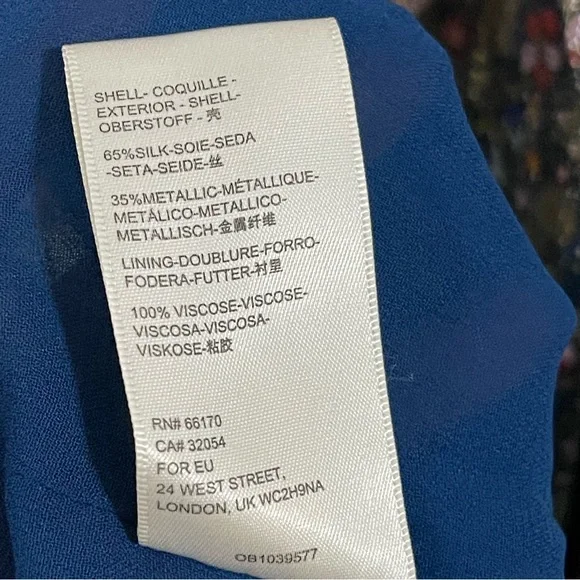 SHELL- COQUILLE -
EXTERIOR - SHELL-
OBERSTOFF - 壳
65%SILK-SOIE-SEDA
-SETA-SEIDE-丝
35%METALLIC-MÉTALLIQUE-
METÁLICO-METALLICO-
METALLISCH-金属纤维
LINING-DOUBLURE-FORRO-
FODERA-FUTTER-衬里
100% VISCOSE-VISCOSE-
VISCOSA-VISCOSA-
VISKOSE-粘胶
RN# 66170
CA# 32054
FOR EU
24 WEST STREET,
LONDON, UK WC2H9NA
OB1039577